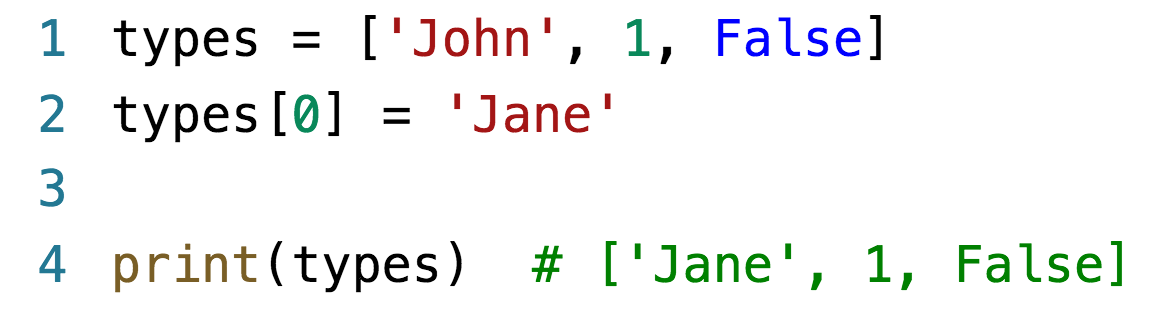 1 types = ['John', 1, False]
2 types[0] = 'Jane'
3
4 print(types)  # ['Jane', 1, False]